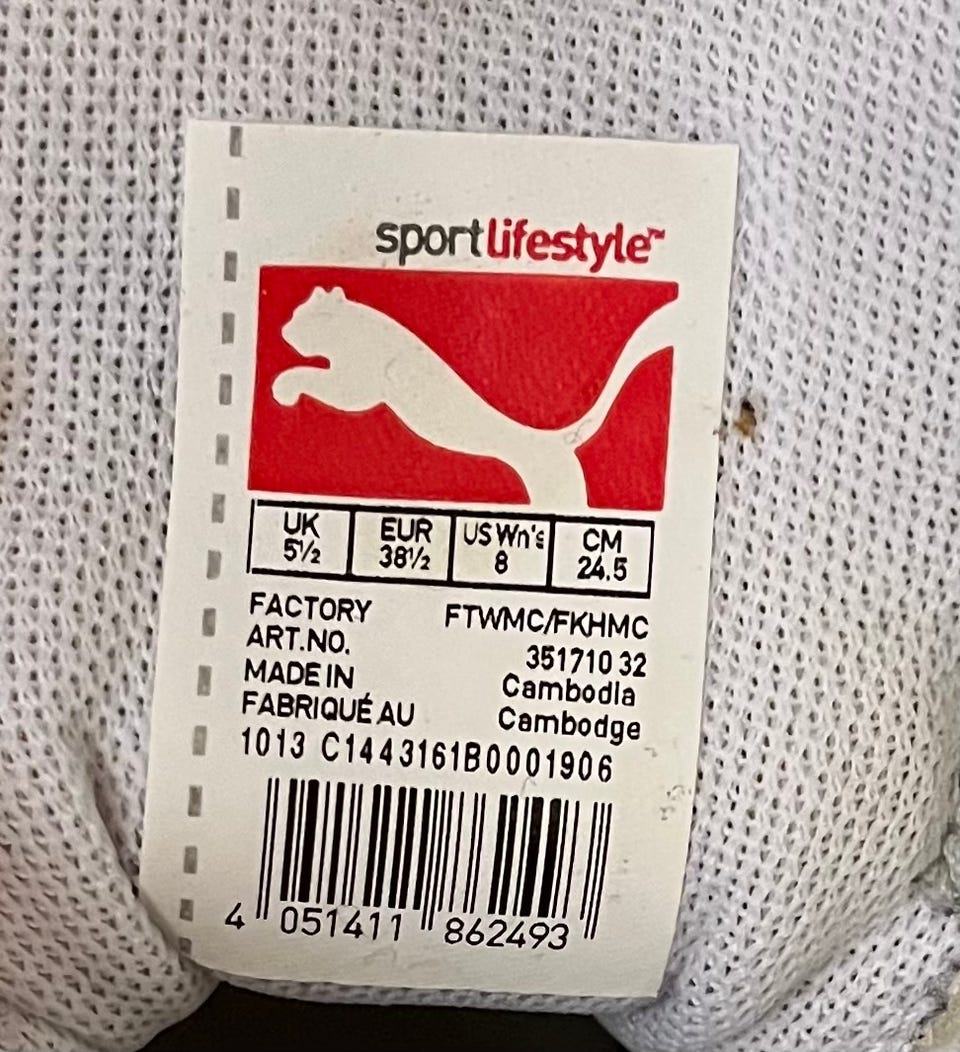 sportlifestyle™
UK EUR US Wn's CM
5½ 38½ 8 24.5
FACTORY FTWMC/FKHMC
ART.NO. 351710 32
MADE IN Cambodia
FABRIQUÉ AU Cambodge
1013 C1443161B0001906
4 051411 862493